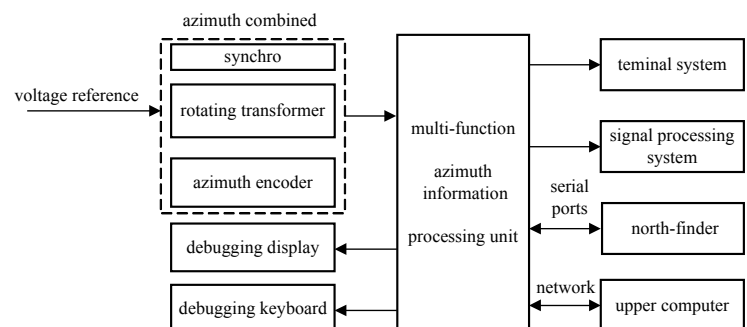 azimuth combined
synchro
voltage reference
rotating transformer
azimuth encoder
debugging display
debugging keyboard
multi-function
azimuth
information
processing unit
teminal system
signal processing
system
serial
ports
north-finder
network
upper computer